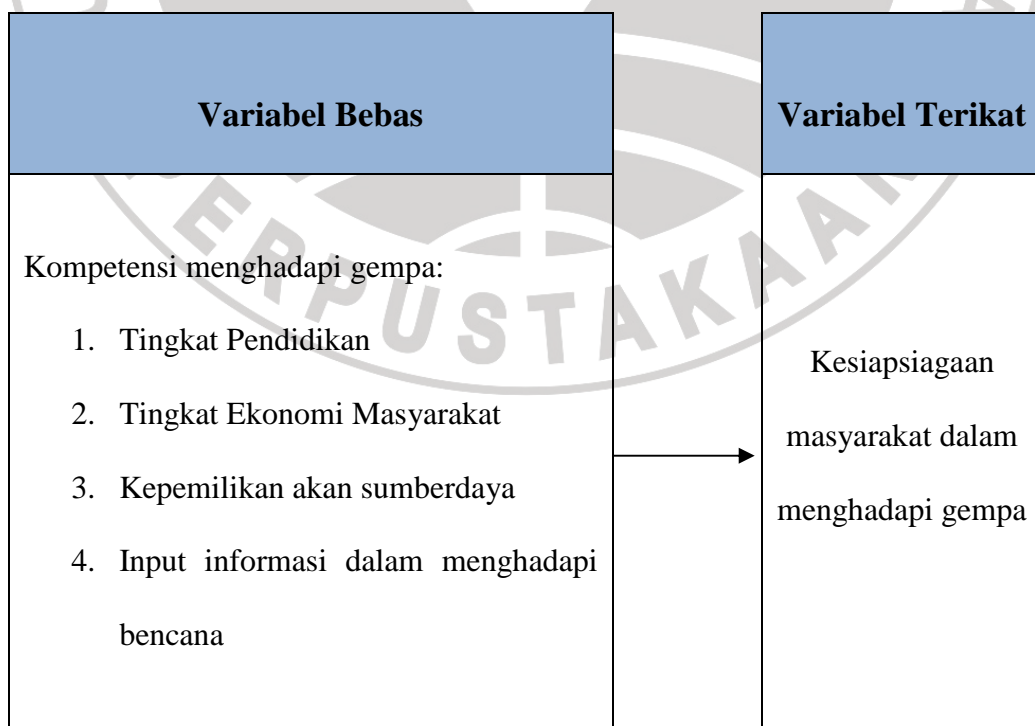 Variabel Bebas
Kompetensi menghadapi gempa:
1. Tingkat Pendidikan
2. Tingkat Ekonomi Masyarakat
3. Kepemilikan akan sumberdaya
4. Input informasi dalam menghadapi
bencana
Variabel Terikat
Kesiapsiagaan
masyarakat dalam
menghadapi gempa
PERPUSTAKAAN